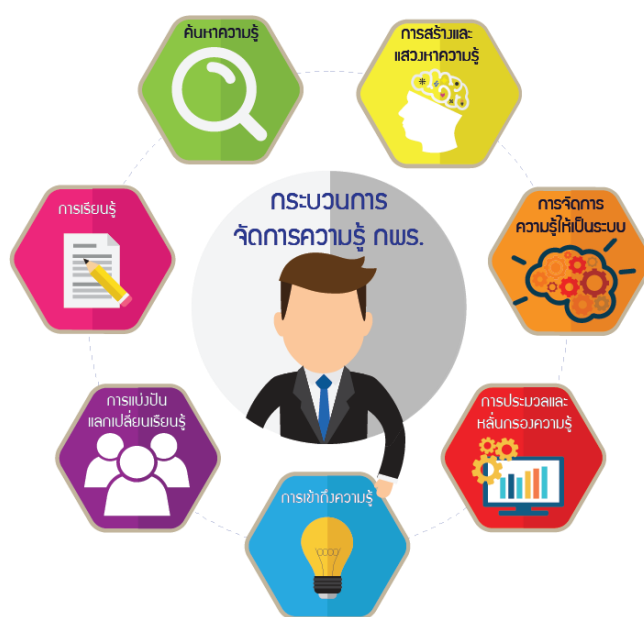 กระบวนการ
จัดการความรู้ กพร.
ค้นหาความรู้
การสร้างและ
แสวงหาความรู้
การจัดการ
ความรู้ให้เป็นระบบ
การประมวลและ
หลั่นกรองความรู้
การเข้าถึงความรู้
การแบ่งปัน
แลกเปลี่ยนเรียนรู้
การเรียนรู้